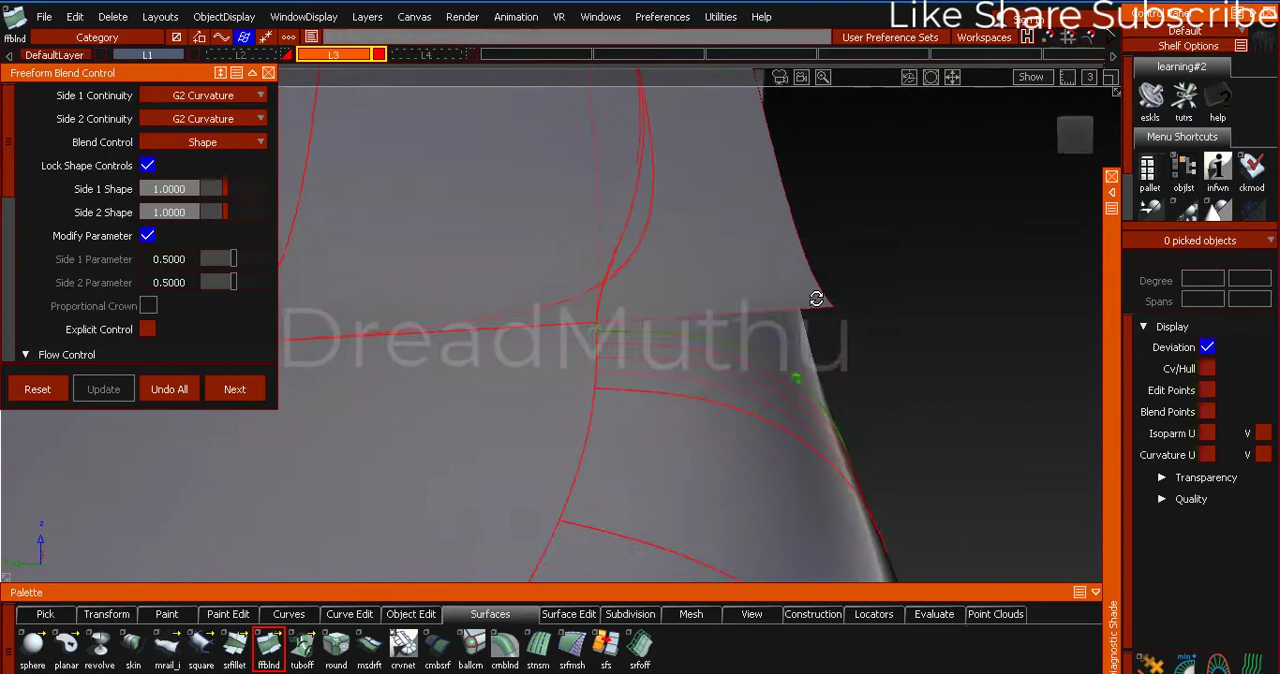 Like Share Subscribe
File Edit Delete Layouts ObjectDisplay WindowDisplay Layers Canvas Render Animation VR Windows Preferences Utilities Help
ffblnd Category User Preference Sets Workspaces
DefaultLayer L1 L2 L3 L4
Freeform Blend Control
Side 1 Continuity G2 Curvature
Side 2 Continuity G2 Curvature
Blend Control Shape
Lock Shape Controls
Side 1 Shape 1.0000
Side 2 Shape 1.0000
Modify Parameter
Side 1 Parameter 0.5000
Side 2 Parameter 0.5000
Proportional Crown
Explicit Control
Flow Control
Reset Update Undo All Next
Show 3
DreadMuthu
z
Control Panel
Default
Shelf Options
learning#2
eskls tutrs help
Menu Shortcuts
pallet objlst infwn ckmod
0 picked objects
Degree
Spans
Display
Deviation
Cv/Hull
Edit Points
Blend Points
Isoparm U V
Curvature U V
Transparency
Quality
Diagnostic Shade
Palette
Pick Transform Paint Paint Edit Curves Curve Edit Object Edit Surfaces Surface Edit Subdivision Mesh View Construction Locators Evaluate Point Clouds
sphere planar revolve skin mrail_i square srfillet ffblnd tuboff round msdrft crvnet cmbsrf ballcrn cmblnd stnsm srfmsh sfs srfoff
min